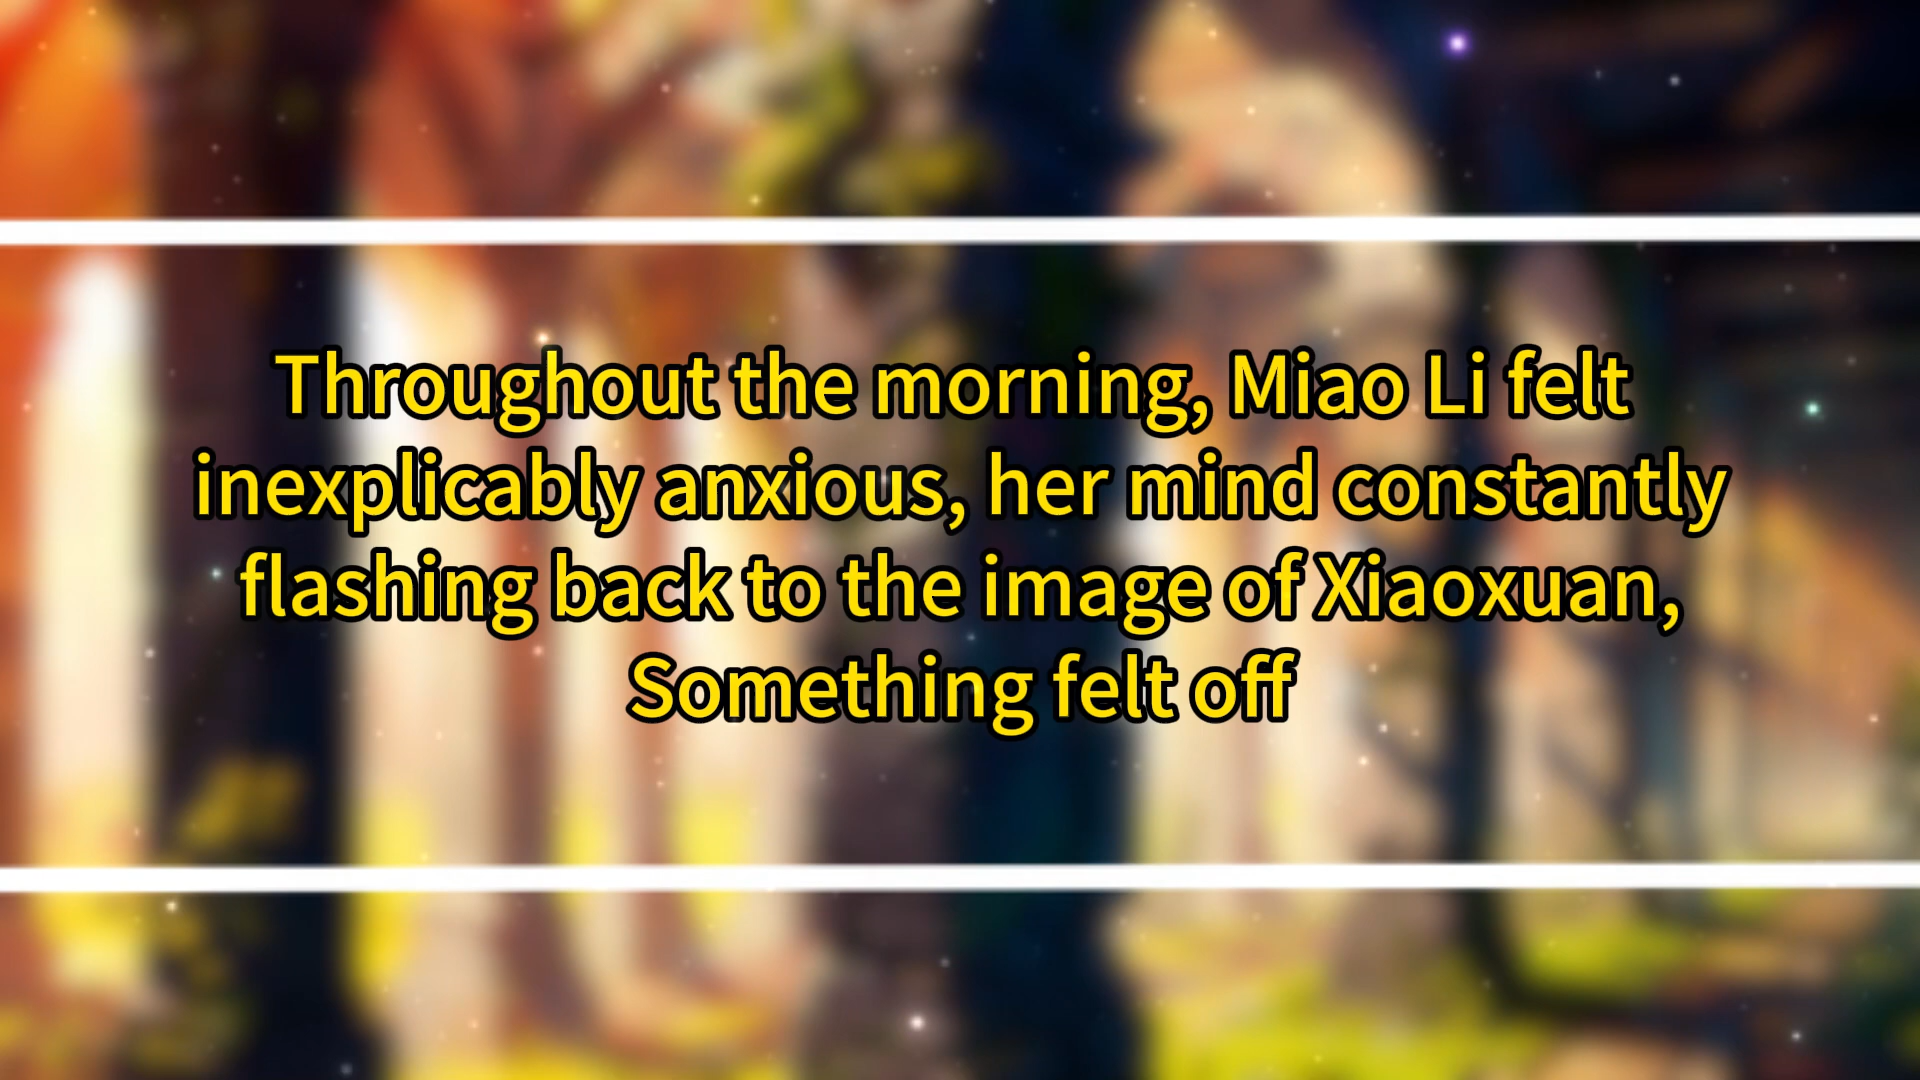 Throughout the morning, Miao Li felt
inexplicably anxious, her mind constantly
flashing back to the image of Xiaoxuan,
Something felt off